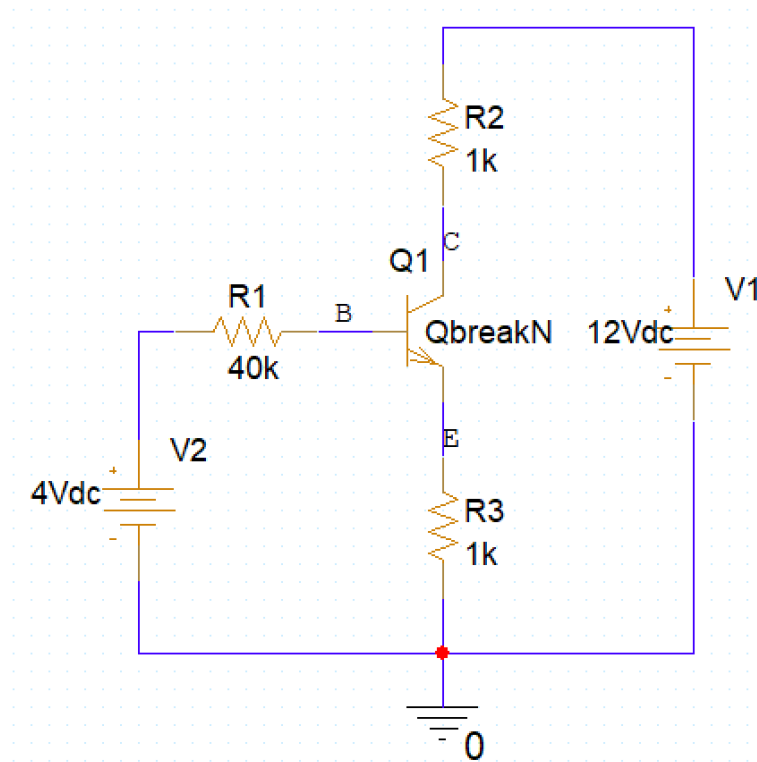 R2
1k
C
Q1
R1
B
QbreakN
40k
V1
+
12Vdc
-
V2
+
4Vdc
-
E
R3
1k
0